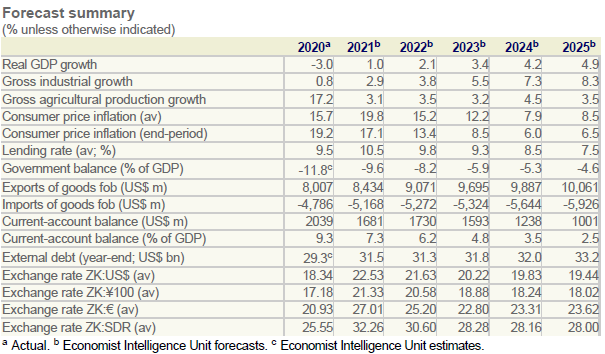 Forecast summary
(% unless otherwise indicated)
2020a 2021b 2022b 2023b 2024b 2025b
Real GDP growth -3.0 1.0 2.1 3.4 4.2 4.9
Gross industrial growth 0.8 2.9 3.8 5.5 7.3 8.3
Gross agricultural production growth 17.2 3.1 3.5 3.2 4.5 3.5
Consumer price inflation (av) 15.7 19.8 15.2 12.2 7.9 8.5
Consumer price inflation (end-period) 19.2 17.1 13.4 8.5 6.0 6.5
Lending rate (av; %) 9.5 10.5 9.8 9.3 8.5 7.5
Government balance (% of GDP) -11.8c -9.6 -8.2 -5.9 -5.3 -4.6
Exports of goods fob (US$ m) 8,007 8,434 9,071 9,695 9,887 10,061
Imports of goods fob (US$ m) -4,786 -5,168 -5,272 -5,324 -5,644 -5,926
Current-account balance (US$ m) 2039 1681 1730 1593 1238 1001
Current-account balance (% of GDP) 9.3 7.3 6.2 4.8 3.5 2.5
External debt (year-end; US$ bn) 29.3c 31.5 31.3 31.8 32.0 33.2
Exchange rate ZK:US$ (av) 18.34 22.53 21.63 20.22 19.83 19.44
Exchange rate ZK:¥100 (av) 17.18 21.33 20.58 18.88 18.24 18.02
Exchange rate ZK:€ (av) 20.93 27.01 25.20 22.80 23.31 23.62
Exchange rate ZK:SDR (av) 25.55 32.26 30.60 28.28 28.16 28.00
a Actual. b Economist Intelligence Unit forecasts. c Economist Intelligence Unit estimates.